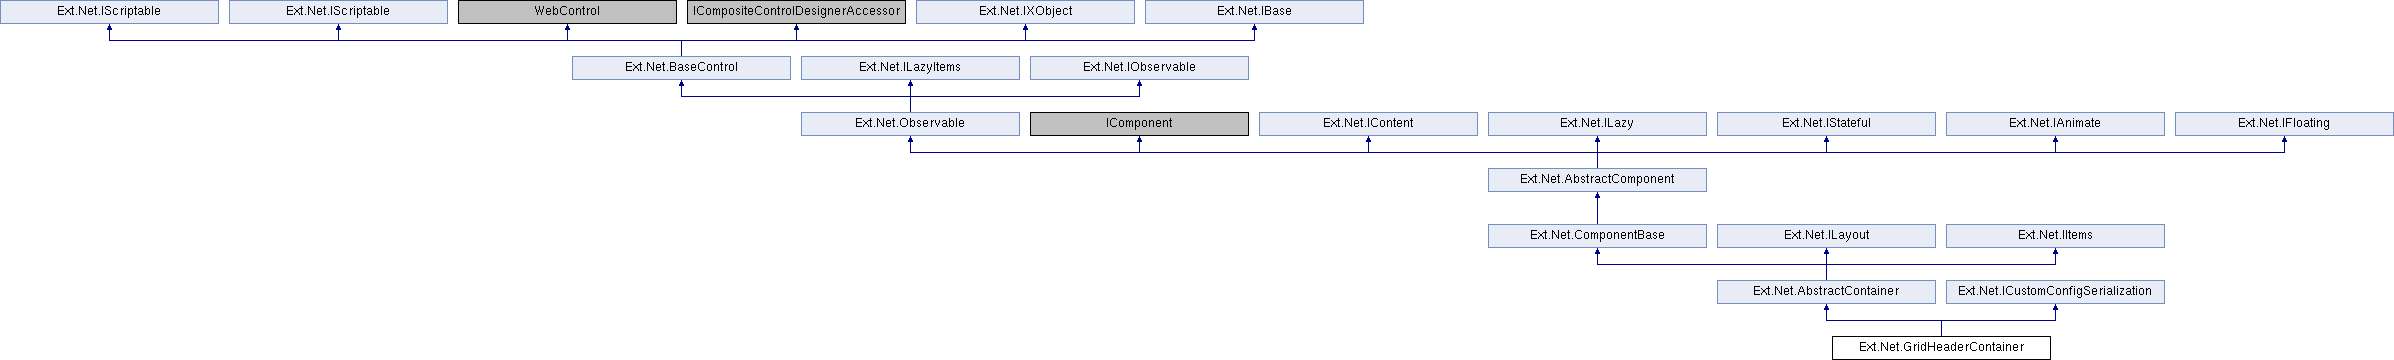 Ext.Net.IScriptable
Ext.Net.IScriptable
WebControl
ICompositeControlDesignerAccessor
Ext.Net.IXObject
Ext.Net.IBase
Ext.Net.BaseControl
Ext.Net.ILazyItems
Ext.Net.IObservable
Ext.Net.Observable
IComponent
Ext.Net.IContent
Ext.Net.ILazy
Ext.Net.IStateful
Ext.Net.IAnimate
Ext.Net.IFloating
Ext.Net.AbstractComponent
Ext.Net.ComponentBase
Ext.Net.ILayout
Ext.Net.IItems
Ext.Net.AbstractContainer
Ext.Net.ICustomConfigSerialization
Ext.Net.GridHeaderContainer